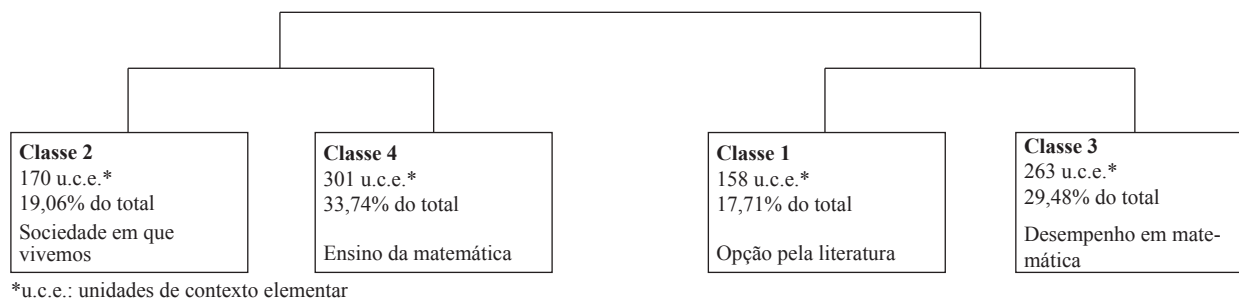 Classe 2
170 u.c.e.*
19,06% do total
Sociedade em que
vivemos
Classe 4
301 u.c.e.*
33,74% do total
Ensino da matemática
Classe 1
158 u.c.e.*
17,71% do total
Opção pela literatura
Classe 3
263 u.c.e.*
29,48% do total
Desempenho em mate-
mática
*u.c.e.: unidades de contexto elementar